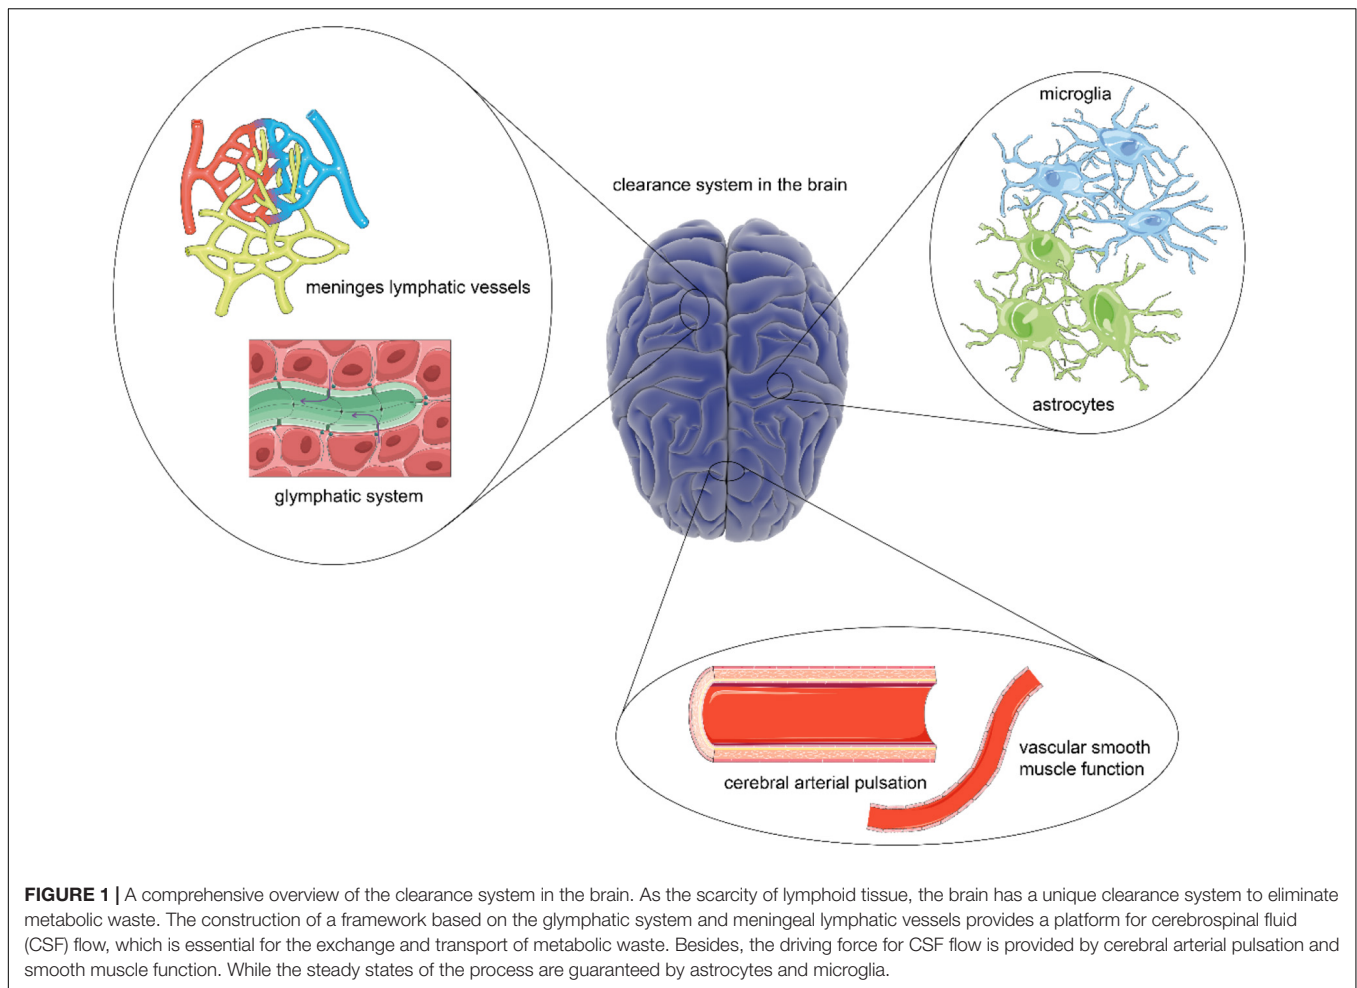 microglia
clearance system in the brain
meninges lymphatic vessels
astrocytes
glymphatic system
vascular smooth
muscle function
cerebral arterial pulsation
FIGURE 1 | A comprehensive overview of the clearance system in the brain. As the scarcity of lymphoid tissue, the brain has a unique clearance system to eliminate
metabolic waste. The construction of a framework based on the glymphatic system and meningeal lymphatic vessels provides a platform for cerebrospinal fluid
(CSF) flow, which is essential for the exchange and transport of metabolic waste. Besides, the driving force for CSF flow is provided by cerebral arterial pulsation and
smooth muscle function. While the steady states of the process are guaranteed by astrocytes and microglia.